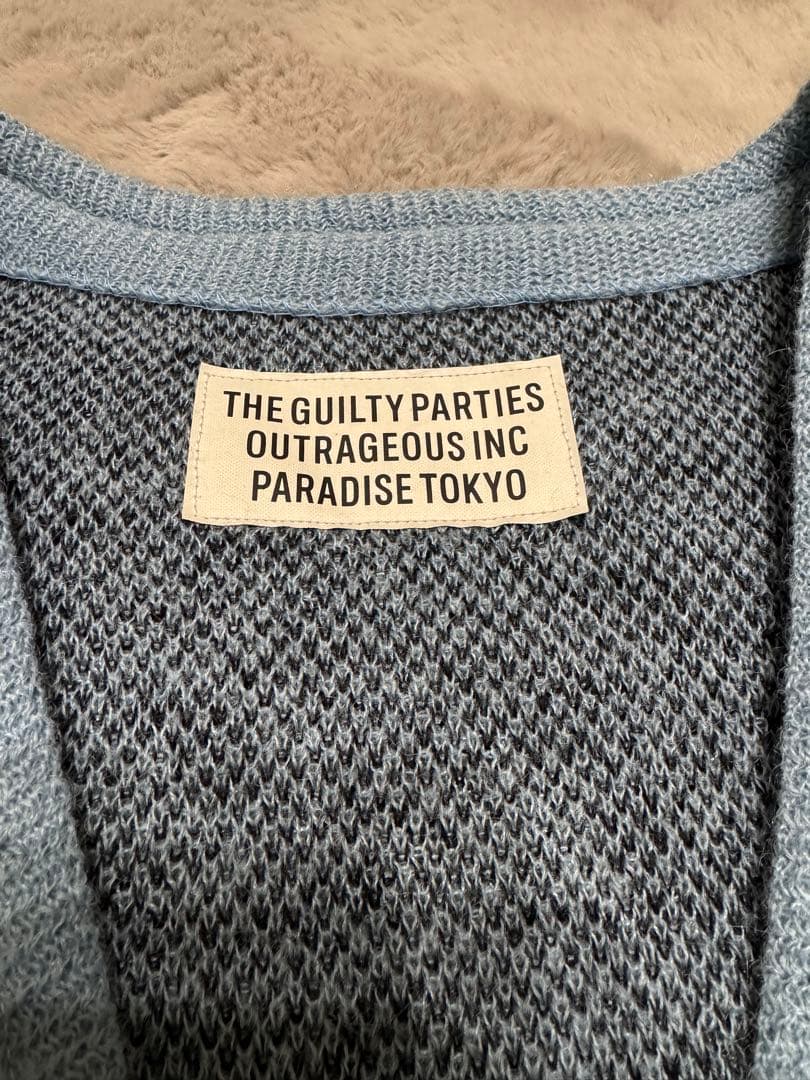 THE GUILTY PARTIES
OUTRAGEOUS INC
PARADISE TOKYO